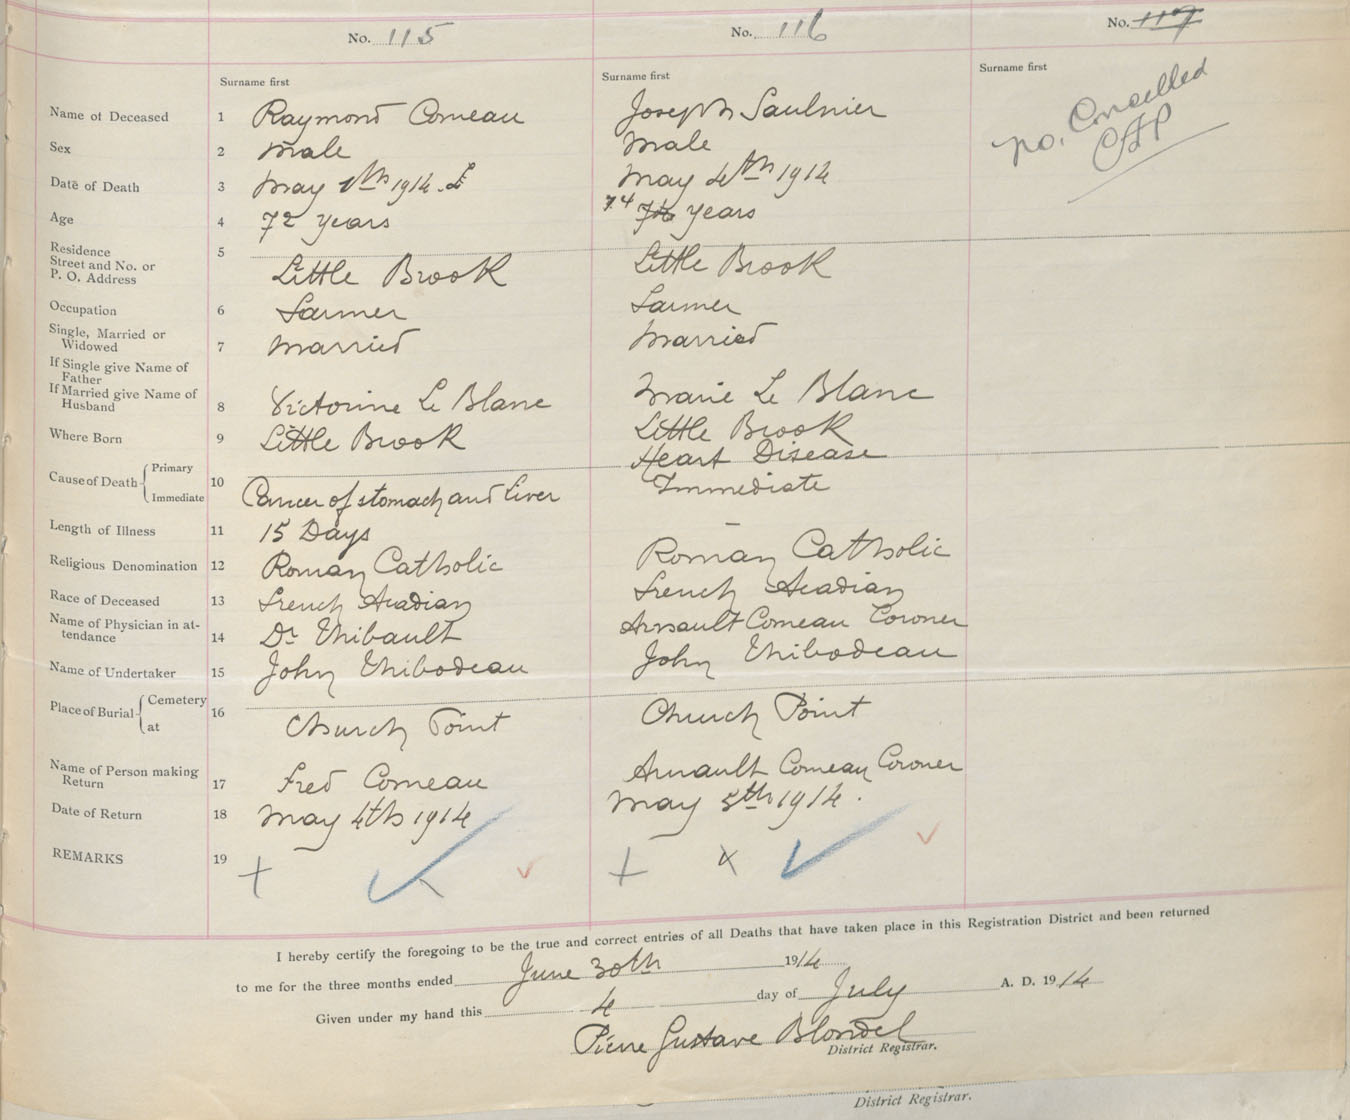 No. 115 No. 116 No. 117
Surname first Surname first Surname first
no. Cancelled
Name of Deceased 1 Raymond Comeau Joseph Saulnier
Sex 2 male male
Date of Death 3 may 1914 may 4th 1914
Age 4 72 years 74 years
Residence
Street and No. or
P. O. Address 5 Little Brook Little Brook
Occupation 6 Farmer Farmer
Single, Married or
Widowed 7 married married
If Single give Name of
Father
If Married give Name of
Husband 8 Victorine Le Blanc Marie Le Blanc
Where Born 9 Little Brook Little Brook
Cause of Death Primary 10 Heart Disease
Immediate Cancer of stomach and Liver Immediate
Length of Illness 11 15 Days –
Religious Denomination 12 Roman Catholic Roman Catholic
Race of Deceased 13 French Acadian French Acadian
Name of Physician in at-
tendance 14 Dr Thibault Comeau Coroner
Name of Undertaker 15 John Thibodeau John Thibodeau
Place of Burial Cemetery
at 16 Church Point Church Point
Name of Person making
Return 17 Fred Comeau Arnault Comeau Coroner
Date of Return 18 may 4th 1914 may 5th 1914.
REMARKS 19
I hereby certify the foregoing to be the true and correct entries of all Deaths that have taken place in this Registration District and been returned
to me for the three months ended June 30th 1914
Given under my hand this 4 day of July A. D. 1914
Pierre Gustave Blondel
District Registrar.
District Registrar.